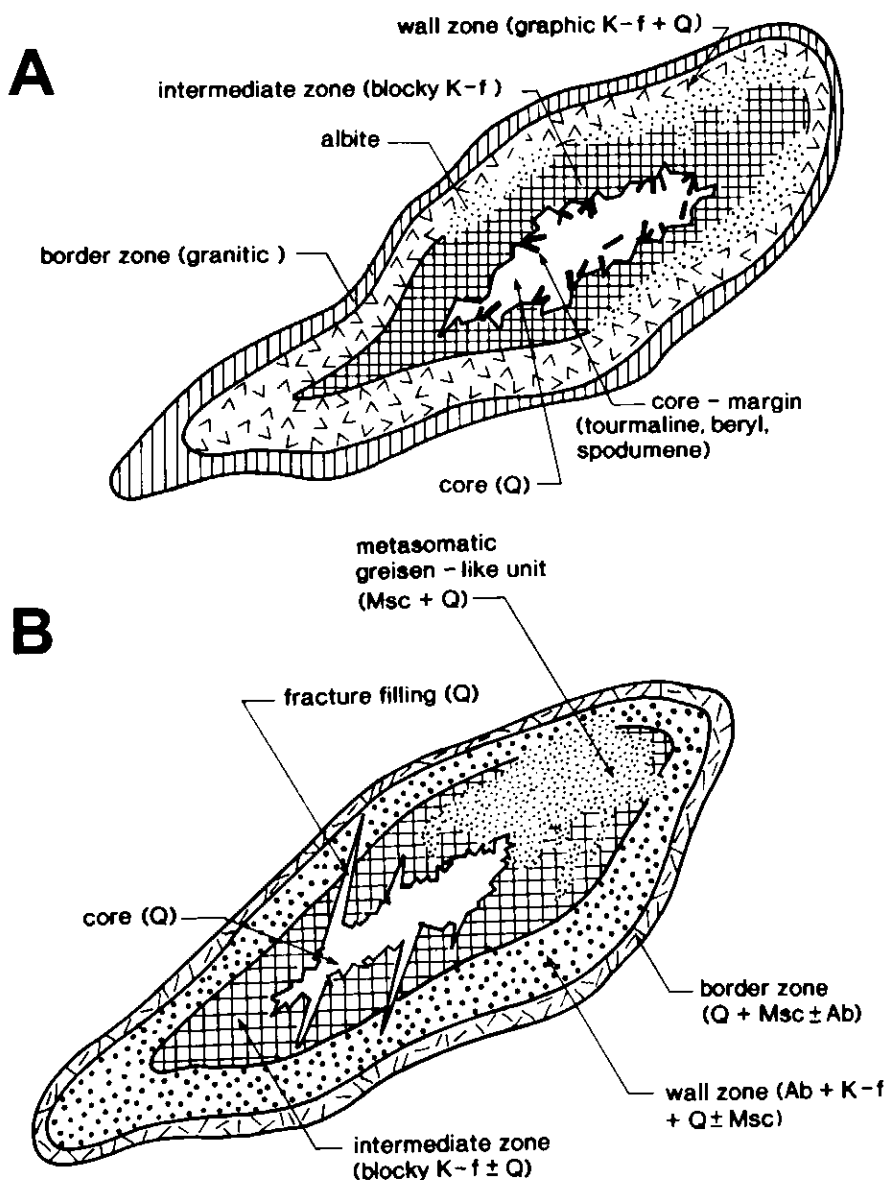 A
wall zone (graphic K-f + Q)
intermediate zone (blocky K-f)
albite
border zone (granitic )
core - margin
(tourmaline, beryl,
spodumene)
core (Q)
metasomatic
greisen - like unit
(Msc + Q)
B
fracture filling (Q)
core (Q)
border zone
(Q + Msc ± Ab)
wall zone (Ab + K-f
+ Q ± Msc)
intermediate zone
(blocky K-f ± Q)